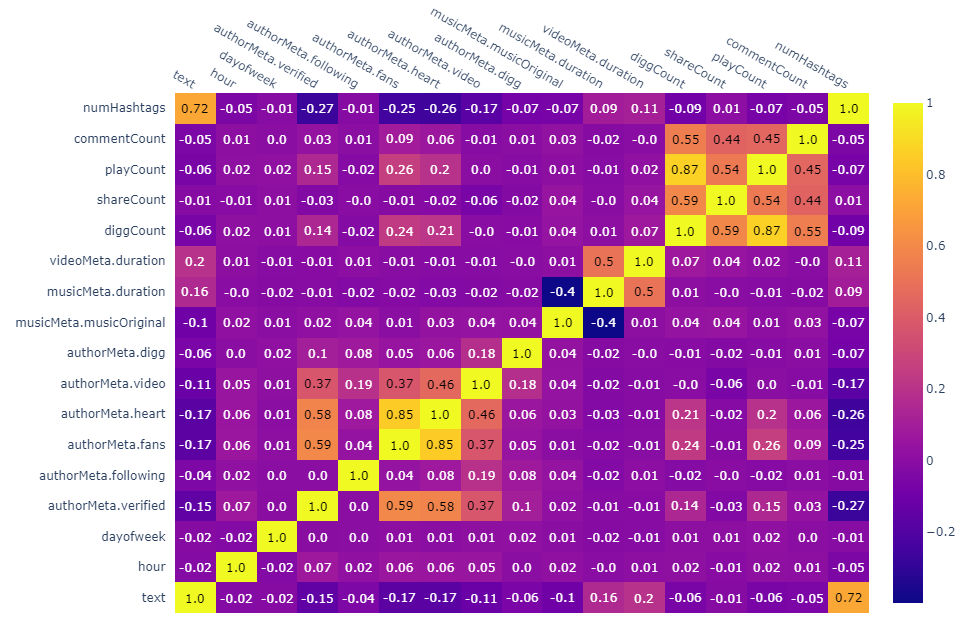 text
hour
dayofweek
authorMeta.verified
authorMeta.following
authorMeta.fans
authorMeta.heart
authorMeta.video
authorMeta.digg
musicMeta.musicOriginal
musicMeta.duration
videoMeta.duration
diggCount
shareCount
playCount
commentCount
numHashtags
numHashtags 0.72 -0.05 -0.01 -0.27 -0.01 -0.25 -0.26 -0.17 -0.07 -0.07 0.09 0.11 -0.09 0.01 -0.07 -0.05 1.0
commentCount -0.05 0.01 0.0 0.03 0.01 0.09 0.06 -0.01 0.01 0.03 -0.02 -0.0 0.55 0.44 0.45 1.0 -0.05
playCount -0.06 0.02 0.02 0.15 -0.02 0.26 0.2 0.0 -0.01 0.01 -0.01 0.02 0.87 0.54 1.0 0.45 -0.07
shareCount -0.01 -0.01 0.01 -0.03 -0.0 -0.01 -0.02 -0.06 -0.02 0.04 -0.0 0.04 0.59 1.0 0.54 0.44 0.01
diggCount -0.06 0.02 0.01 0.14 -0.02 0.24 0.21 -0.0 -0.01 0.04 0.01 0.07 1.0 0.59 0.87 0.55 -0.09
videoMeta.duration 0.2 0.01 -0.01 -0.01 0.01 -0.01 -0.01 -0.01 -0.0 0.01 0.5 1.0 0.07 0.04 0.02 -0.0 0.11
musicMeta.duration 0.16 -0.0 -0.02 -0.01 -0.02 -0.02 -0.03 -0.02 -0.02 -0.4 1.0 0.5 0.01 -0.0 -0.01 -0.02 0.09
musicMeta.musicOriginal -0.1 0.02 0.01 0.02 0.04 0.01 0.03 0.04 0.04 1.0 -0.4 0.01 0.04 0.04 0.01 0.03 -0.07
authorMeta.digg -0.06 0.0 0.02 0.1 0.08 0.05 0.06 0.18 1.0 0.04 -0.02 -0.0 -0.01 -0.02 -0.01 0.01 -0.07
authorMeta.video -0.11 0.05 0.01 0.37 0.19 0.37 0.46 1.0 0.18 0.04 -0.02 -0.01 -0.0 -0.06 0.0 -0.01 -0.17
authorMeta.heart -0.17 0.06 0.01 0.58 0.08 0.85 1.0 0.46 0.06 0.03 -0.03 -0.01 0.21 -0.02 0.2 0.06 -0.26
authorMeta.fans -0.17 0.06 0.01 0.59 0.04 1.0 0.85 0.37 0.05 0.01 -0.02 -0.01 0.24 -0.01 0.26 0.09 -0.25
authorMeta.following -0.04 0.02 0.0 0.0 1.0 0.04 0.08 0.19 0.08 0.04 -0.02 0.01 -0.02 -0.0 -0.02 0.01 -0.01
authorMeta.verified -0.15 0.07 0.0 1.0 0.0 0.59 0.58 0.37 0.1 0.02 -0.01 -0.01 0.14 -0.03 0.15 0.03 -0.27
dayofweek -0.02 -0.02 1.0 0.0 0.0 0.01 0.01 0.01 0.02 0.01 -0.02 -0.01 0.01 0.01 0.02 0.0 -0.01
hour -0.02 1.0 -0.02 0.07 0.02 0.06 0.06 0.05 0.0 0.02 -0.0 0.01 0.02 -0.01 0.02 0.01 -0.05
text 1.0 -0.02 -0.02 -0.15 -0.04 -0.17 -0.17 -0.11 -0.06 -0.1 0.16 0.2 -0.06 -0.01 -0.06 -0.05 0.72
1
0.8
0.6
0.4
0.2
0
−0.2